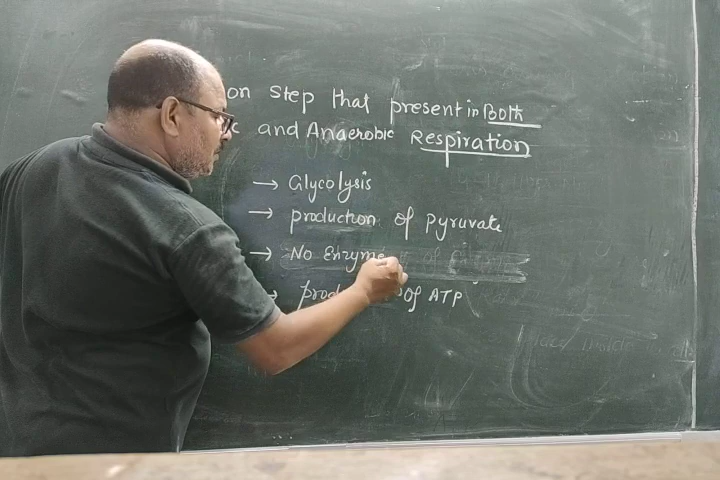 on step that present in Both
c and Anaerobic Respiration
→ Glycolysis
→ production of pyruvate
→ No Enzyme
of ATP